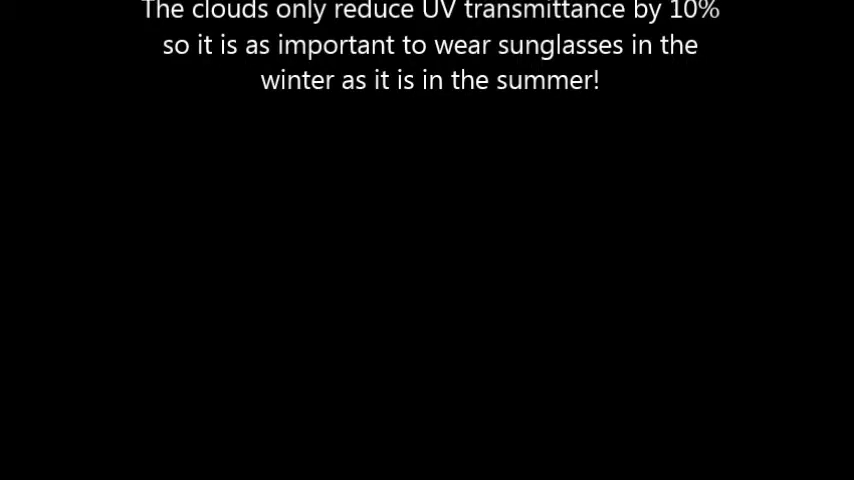 The clouds only reduce UV transmittance by 10%
so it is as important to wear sunglasses in the
winter as it is in the summer!